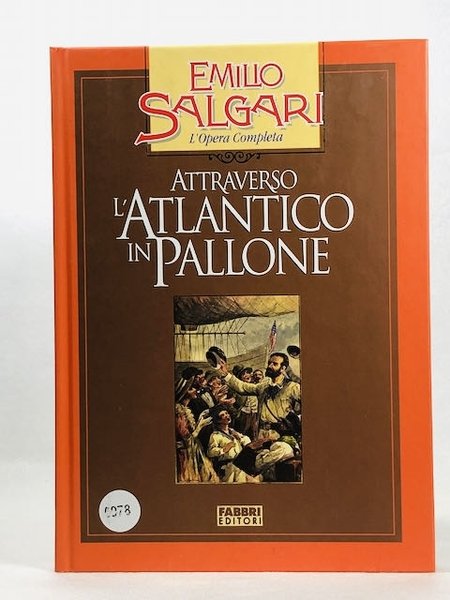 EMILIO
SALGARI
L'Opera Completa
ATTRAVERSO
L'ATLANTICO
IN PALLONE
FABBRI
EDITORI